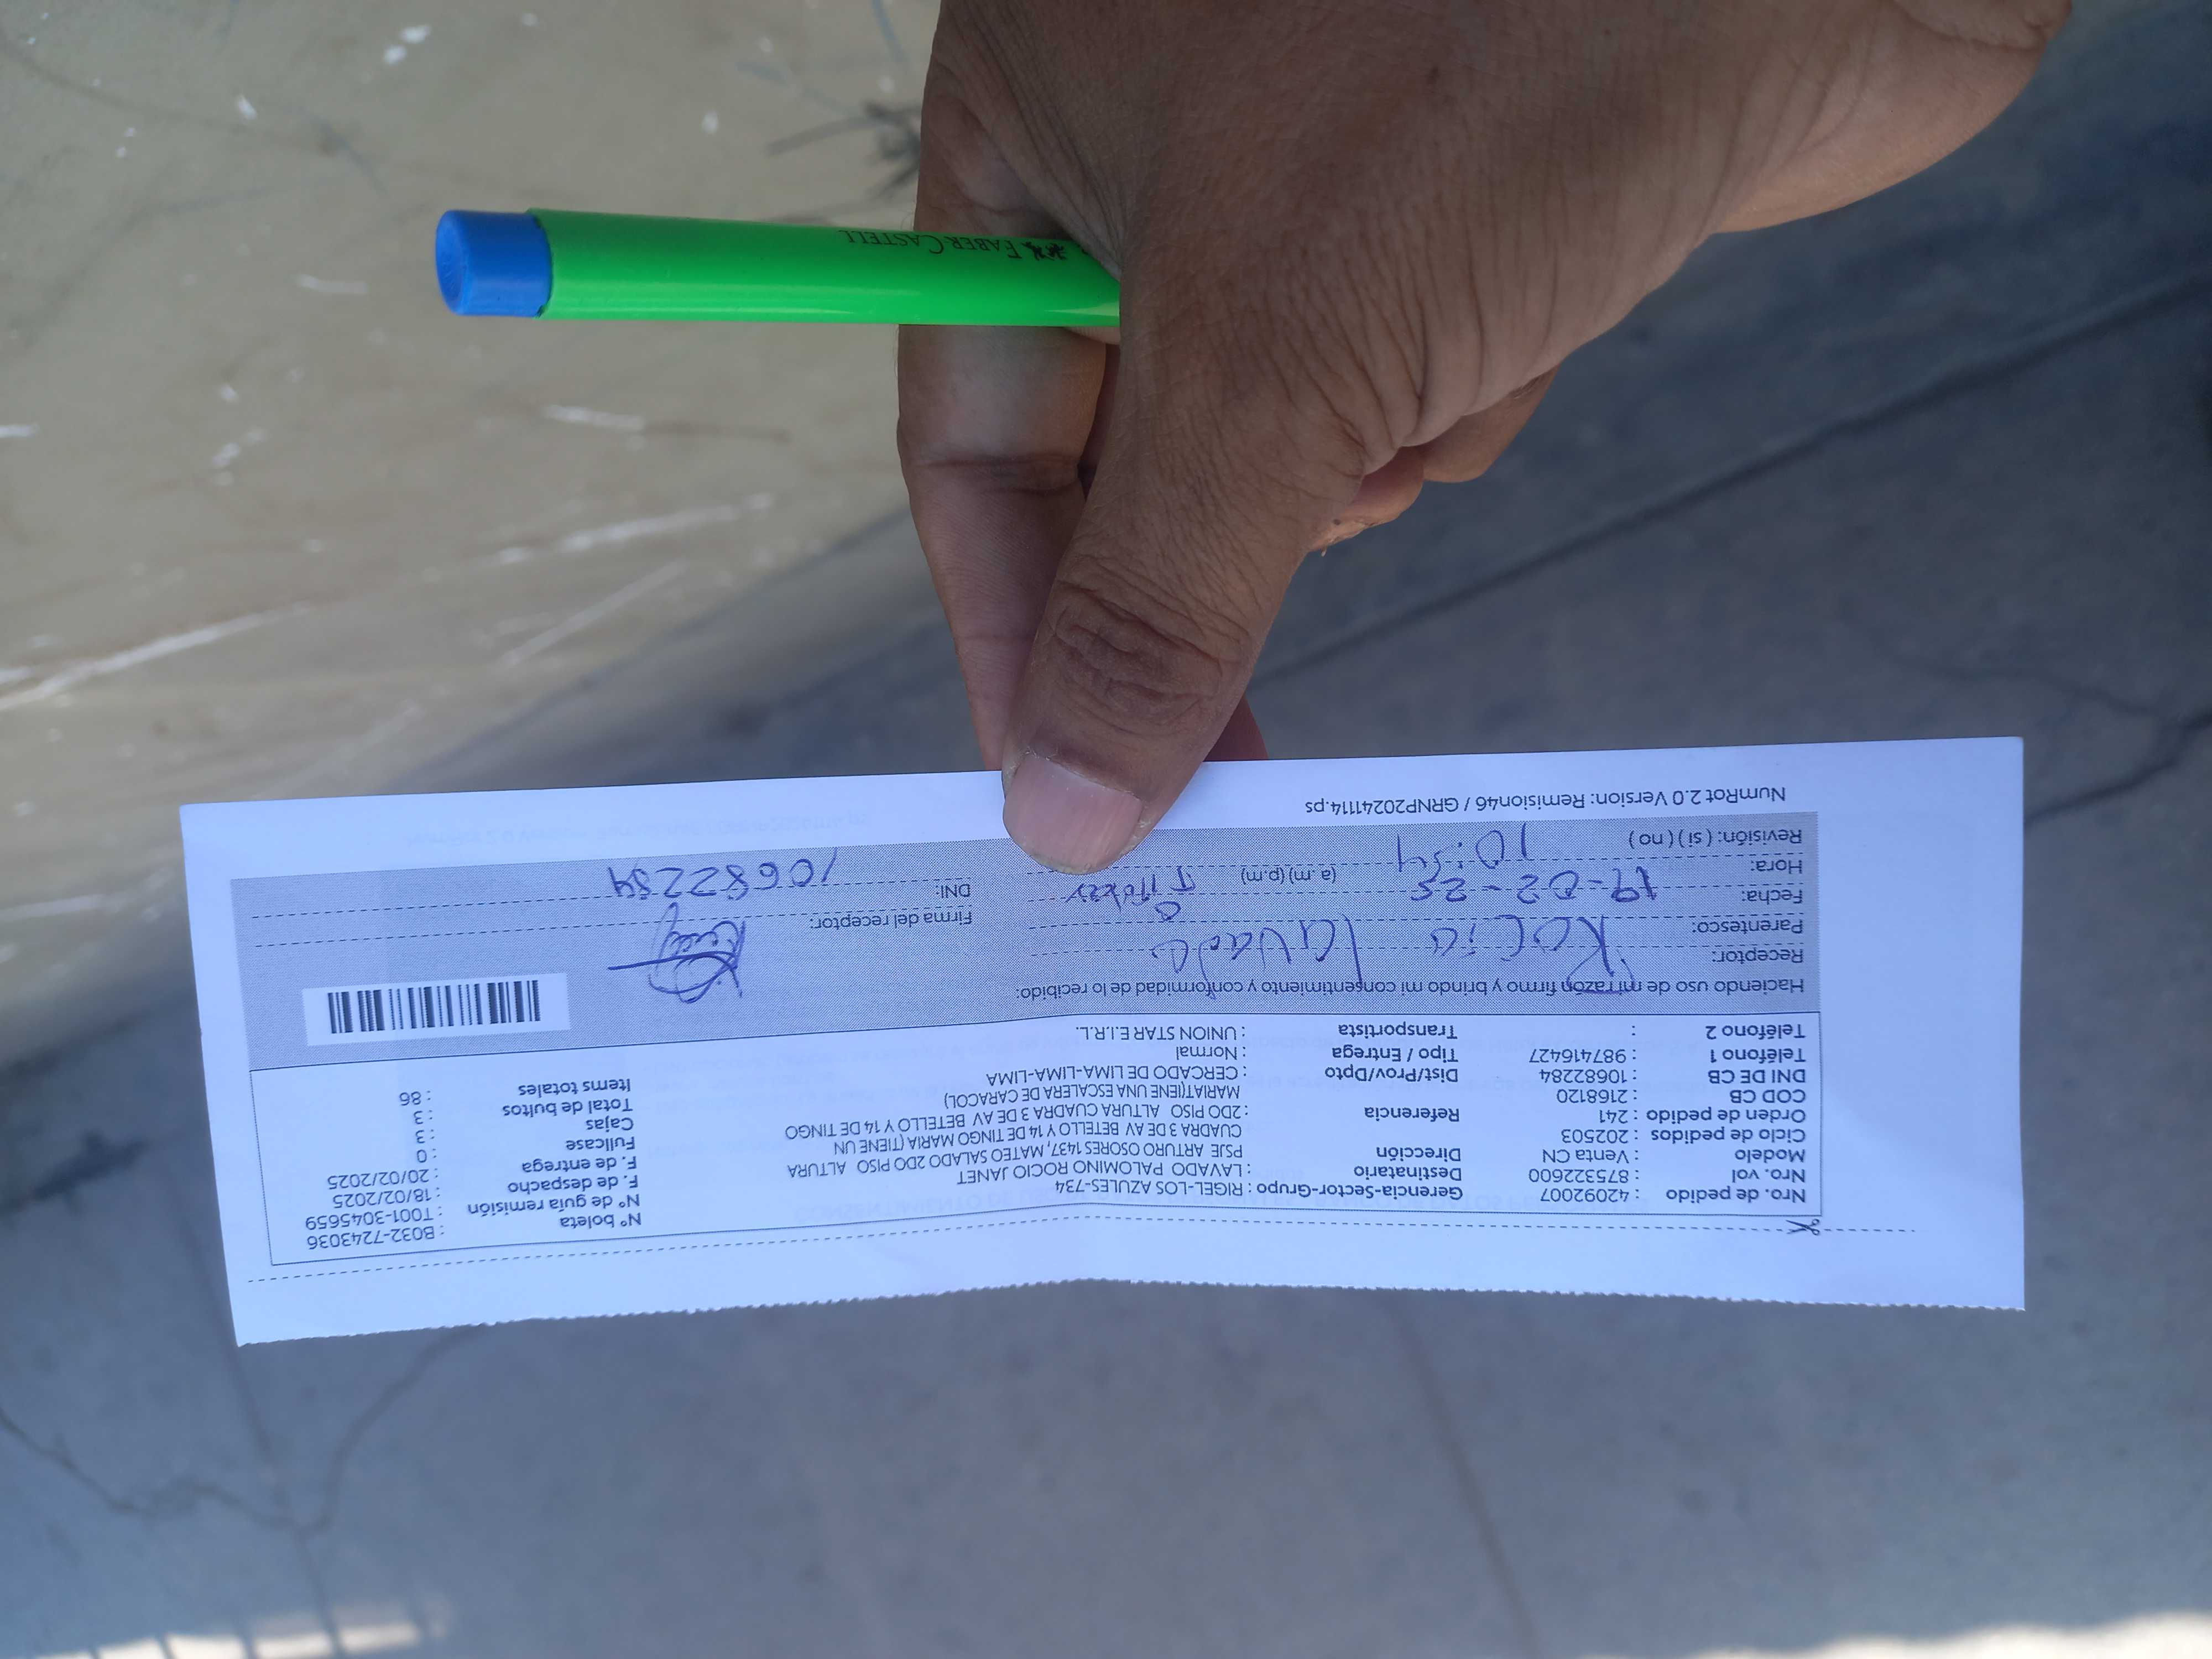 Nro. de pedido : 42092007
Nro. vol : 875322600
Modelo : Venta CN
Ciclo de pedidos : 202503
Orden de pedido : 241
COD CB : 2168120
DNI DE CB : 10682284
Teléfono 1 : 987416427
Teléfono 2 :
Gerencia-Sector-Grupo : RIGEL-LOS AZULES-734
Destinatario : LAVADO PALOMINO ROCIO JANET
Dirección PSJE ARTURO OSORES 1437, MATEO SALADO 2DO PISO ALTURA
CUADRA 3 DE AV BETELLO Y 14 DE TINGO MARIA (TIENE UN
Referencia : 2DO PISO ALTURA CUADRA 3 DE AV BETELLO Y 14 DE TINGO
MARIAT(TIENE UNA ESCALERA DE CARACOL)
Dist/Prov/Dpto : CERCADO DE LIMA-LIMA-LIMA
Tipo / Entrega : Normal
Transportista : UNION STAR E.I.R.L.
N° boleta : B032-7243036
N° de guía remisión : T001-3045659
F. de despacho : 18/02/2025
F. de entrega : 20/02/2025
Fullcase : 0
Cajas : 3
Total de bultos : 3
Items totales : 86
Haciendo uso de mi razón firmo y brindo mi consentimiento y conformidad de lo recibido:
Receptor: Rocio Lavado
Parentesco:
Fecha: 19-02-25
Hora: 10:54 (a.m) (p.m)
Revisión: ( si ) ( no )
Firma del receptor:
DNI: 10682284
NumRot 2.0 Version: Remision46 / GRNP20241114.ps
FABER CASTELL